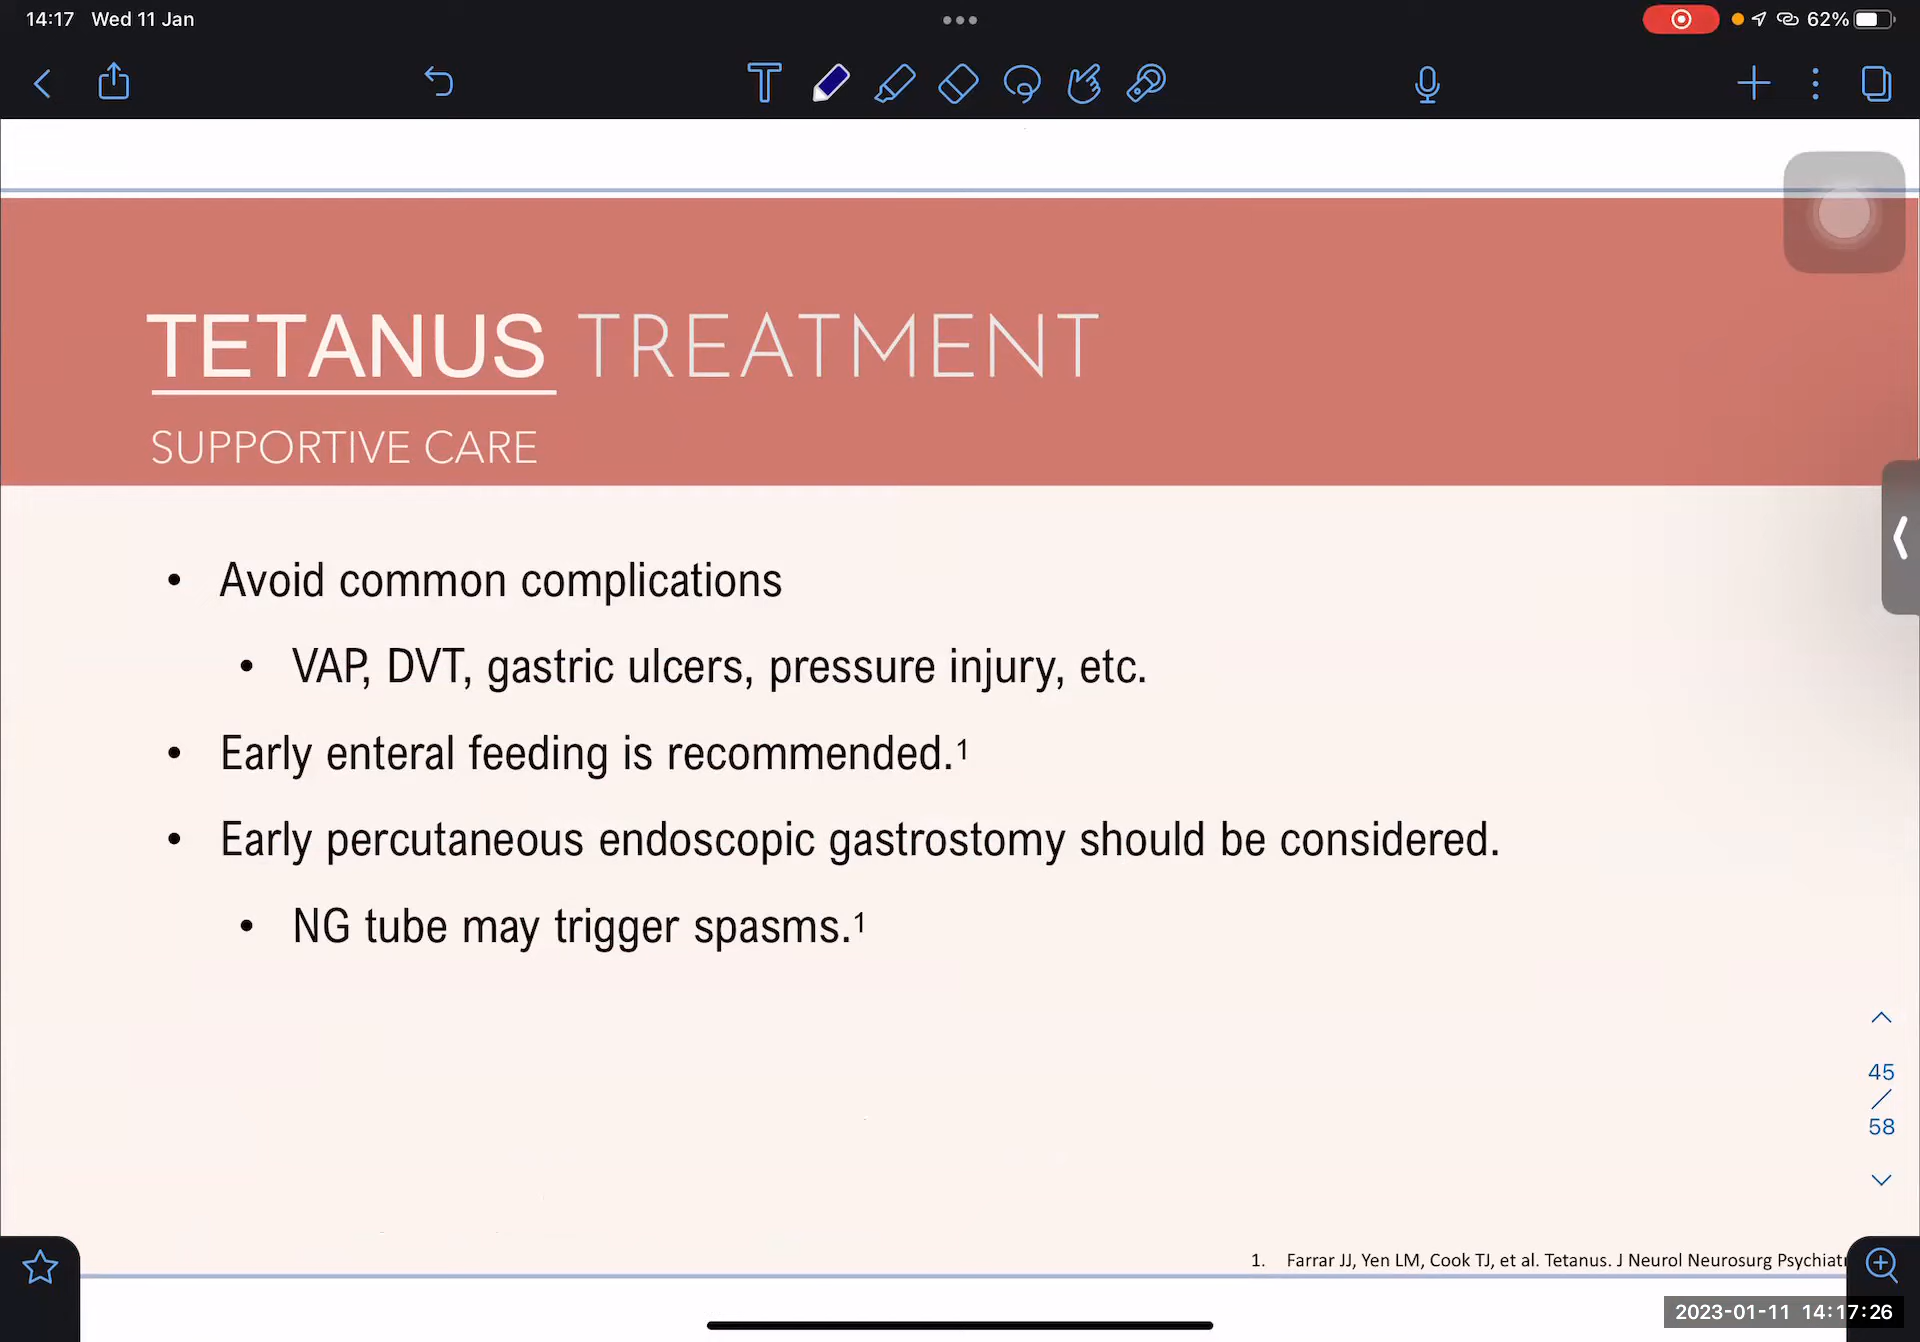 14:17 Wed 11 Jan
62%
TETANUS TREATMENT
SUPPORTIVE CARE
• Avoid common complications
• VAP, DVT, gastric ulcers, pressure injury, etc.
• Early enteral feeding is recommended.1
• Early percutaneous endoscopic gastrostomy should be considered.
• NG tube may trigger spasms.1
45
/
58
1. Farrar JJ, Yen LM, Cook TJ, et al. Tetanus. J Neurol Neurosurg Psychiatr
2023-01-11 14:17:26